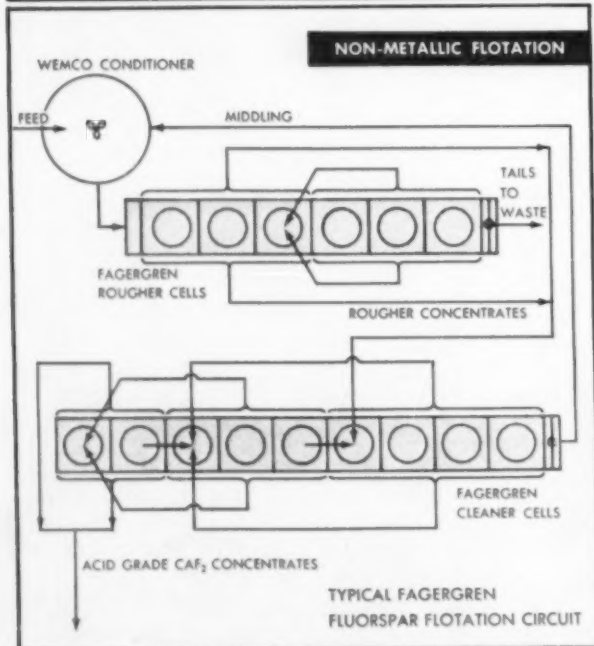 NON-METALLIC FLOTATION
WEMCO CONDITIONER
FEED
MIDDLING
TAILS
TO
WASTE
FAGERGREN
ROUGHER CELLS
ROUGHER CONCENTRATES
FAGERGREN
CLEANER CELLS
ACID GRADE CAF₂ CONCENTRATES
TYPICAL FAGERGREN
FLUORSPAR FLOTATION CIRCUIT